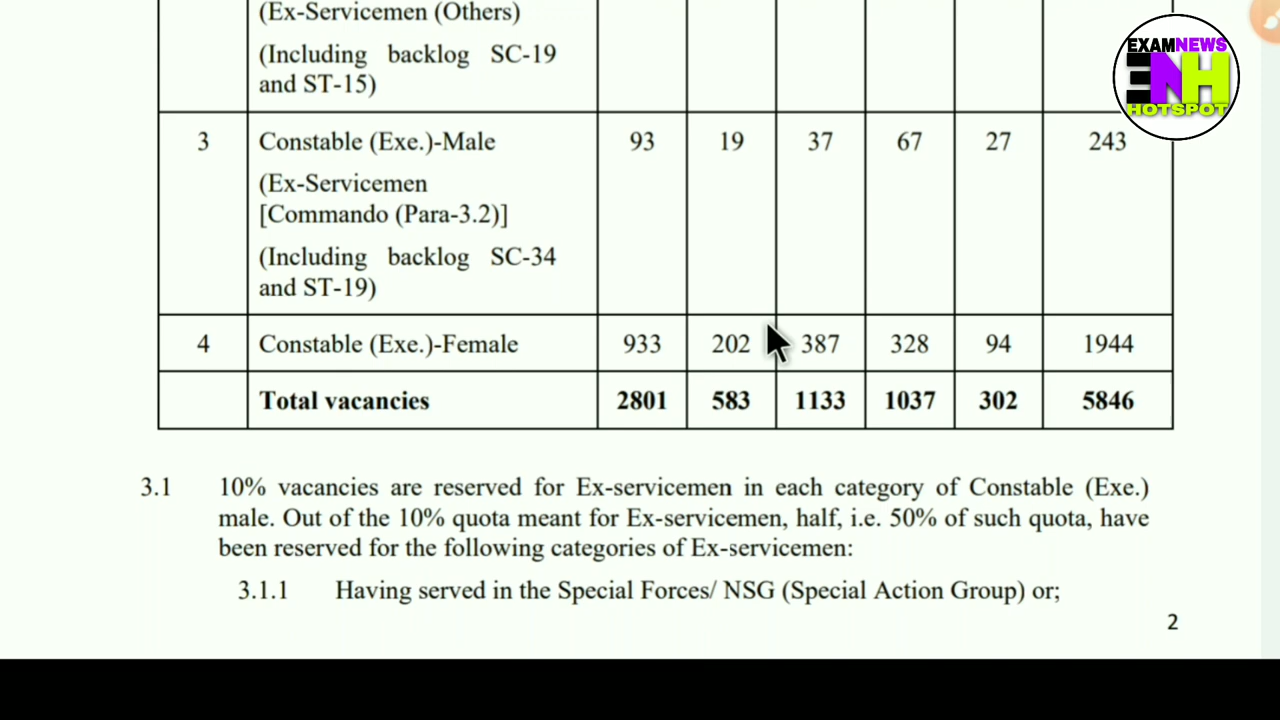 (Ex-Servicemen (Others)
(Including backlog SC-19
and ST-15)
EXAMNEWS
ENH
HOTSPOT
3 Constable (Exe.)-Male 93 19 37 67 27 243
(Ex-Servicemen
[Commando (Para-3.2)]
(Including backlog SC-34
and ST-19)
4 Constable (Exe.)-Female 933 202 387 328 94 1944
Total vacancies 2801 583 1133 1037 302 5846
3.1 10% vacancies are reserved for Ex-servicemen in each category of Constable (Exe.)
male. Out of the 10% quota meant for Ex-servicemen, half, i.e. 50% of such quota, have
been reserved for the following categories of Ex-servicemen:
3.1.1 Having served in the Special Forces/ NSG (Special Action Group) or;
2